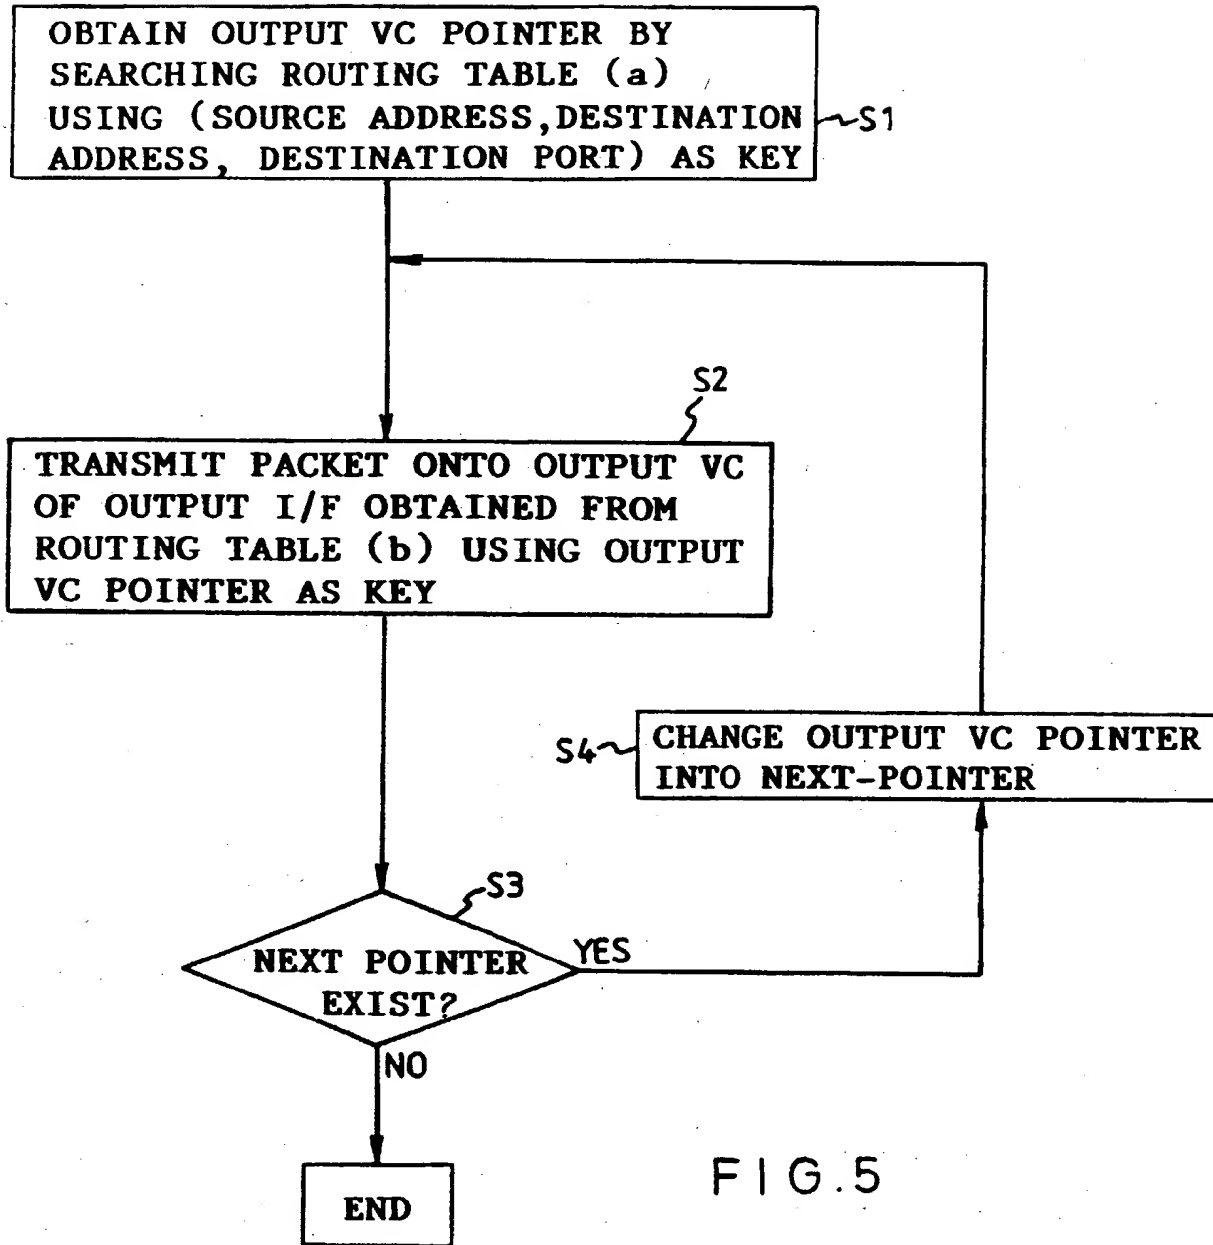 OBTAIN OUTPUT VC POINTER BY
SEARCHING ROUTING TABLE (a)
USING (SOURCE ADDRESS,DESTINATION
ADDRESS, DESTINATION PORT) AS KEY
S1
S2
TRANSMIT PACKET ONTO OUTPUT VC
OF OUTPUT I/F OBTAINED FROM
ROUTING TABLE (b) USING OUTPUT
VC POINTER AS KEY
S4
CHANGE OUTPUT VC POINTER
INTO NEXT-POINTER
S3
NEXT POINTER
EXIST?
YES
NO
END
FIG.5